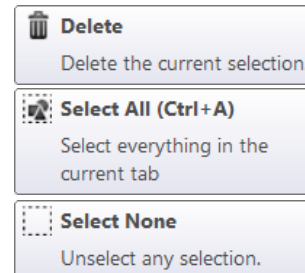 Delete
Delete the current selection
Select All (Ctrl+A)
Select everything in the
current tab
Select None
Unselect any selection.